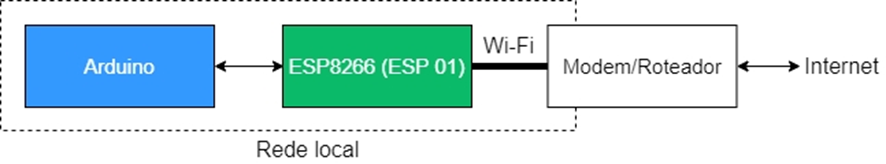 Arduino
ESP8266 (ESP 01)
Wi-Fi
Modem/Roteador
Internet
Rede local